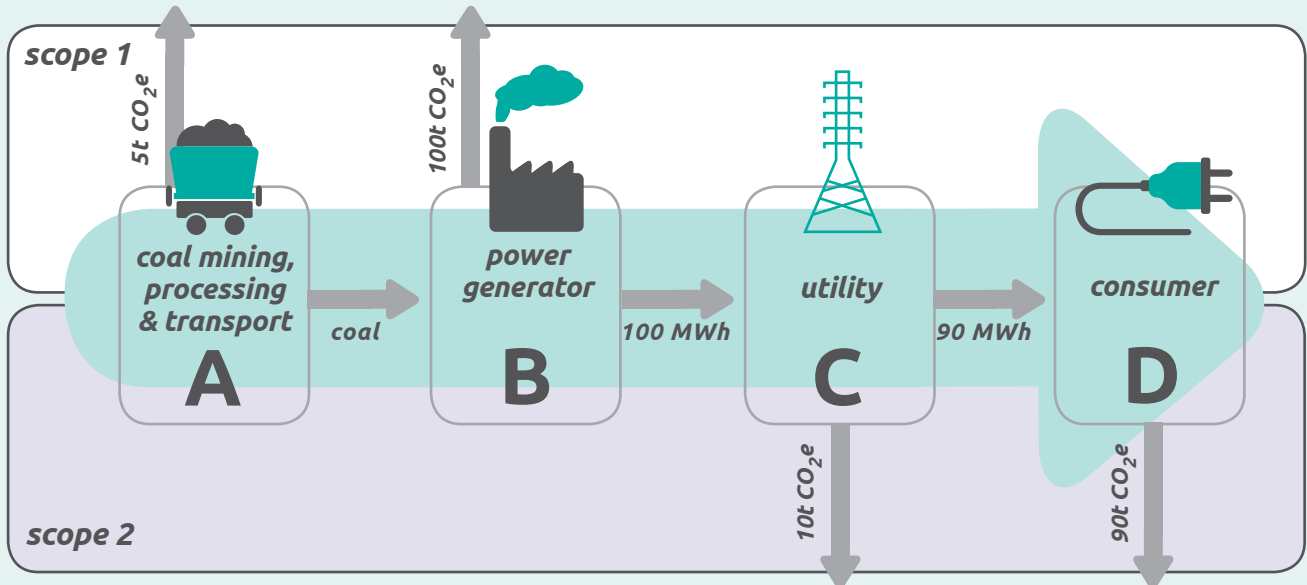 scope 1
5t CO₂e
100t CO₂e
coal mining,
processing
& transport
A
coal
power
generator
B
100 MWh
utility
C
90 MWh
consumer
D
scope 2
10t CO₂e
90t CO₂e